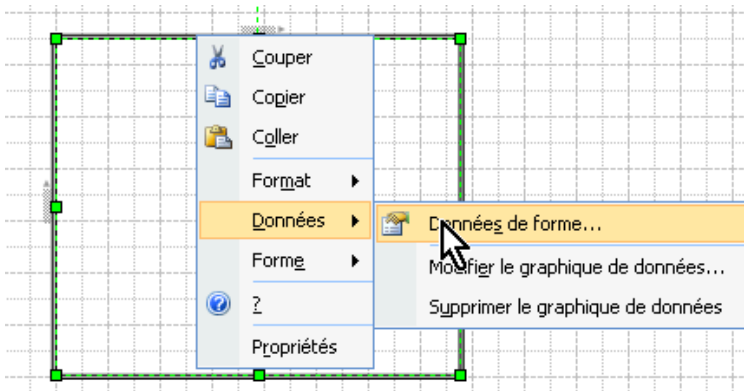 Couper
Copier
Coller
Format
Données
Données de forme...
Forme
Modifier le graphique de données...
?
Supprimer le graphique de données
Propriétés